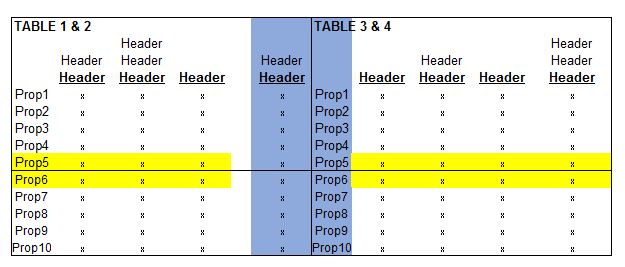 TABLE 1 & 2 TABLE 3 & 4
Header Header
Header Header Header Header Header
Header Header Header Header Header Header Header Header
Prop1 x x x x Prop1 x x x x
Prop2 x x x x Prop2 x x x x
Prop3 x x x x Prop3 x x x x
Prop4 x x x x Prop4 x x x x
Prop5 x x x x Prop5 x x x x
Prop6 x x x x Prop6 x x x x
Prop7 x x x x Prop7 x x x x
Prop8 x x x x Prop8 x x x x
Prop9 x x x x Prop9 x x x x
Prop10 x x x x Prop10 x x x x